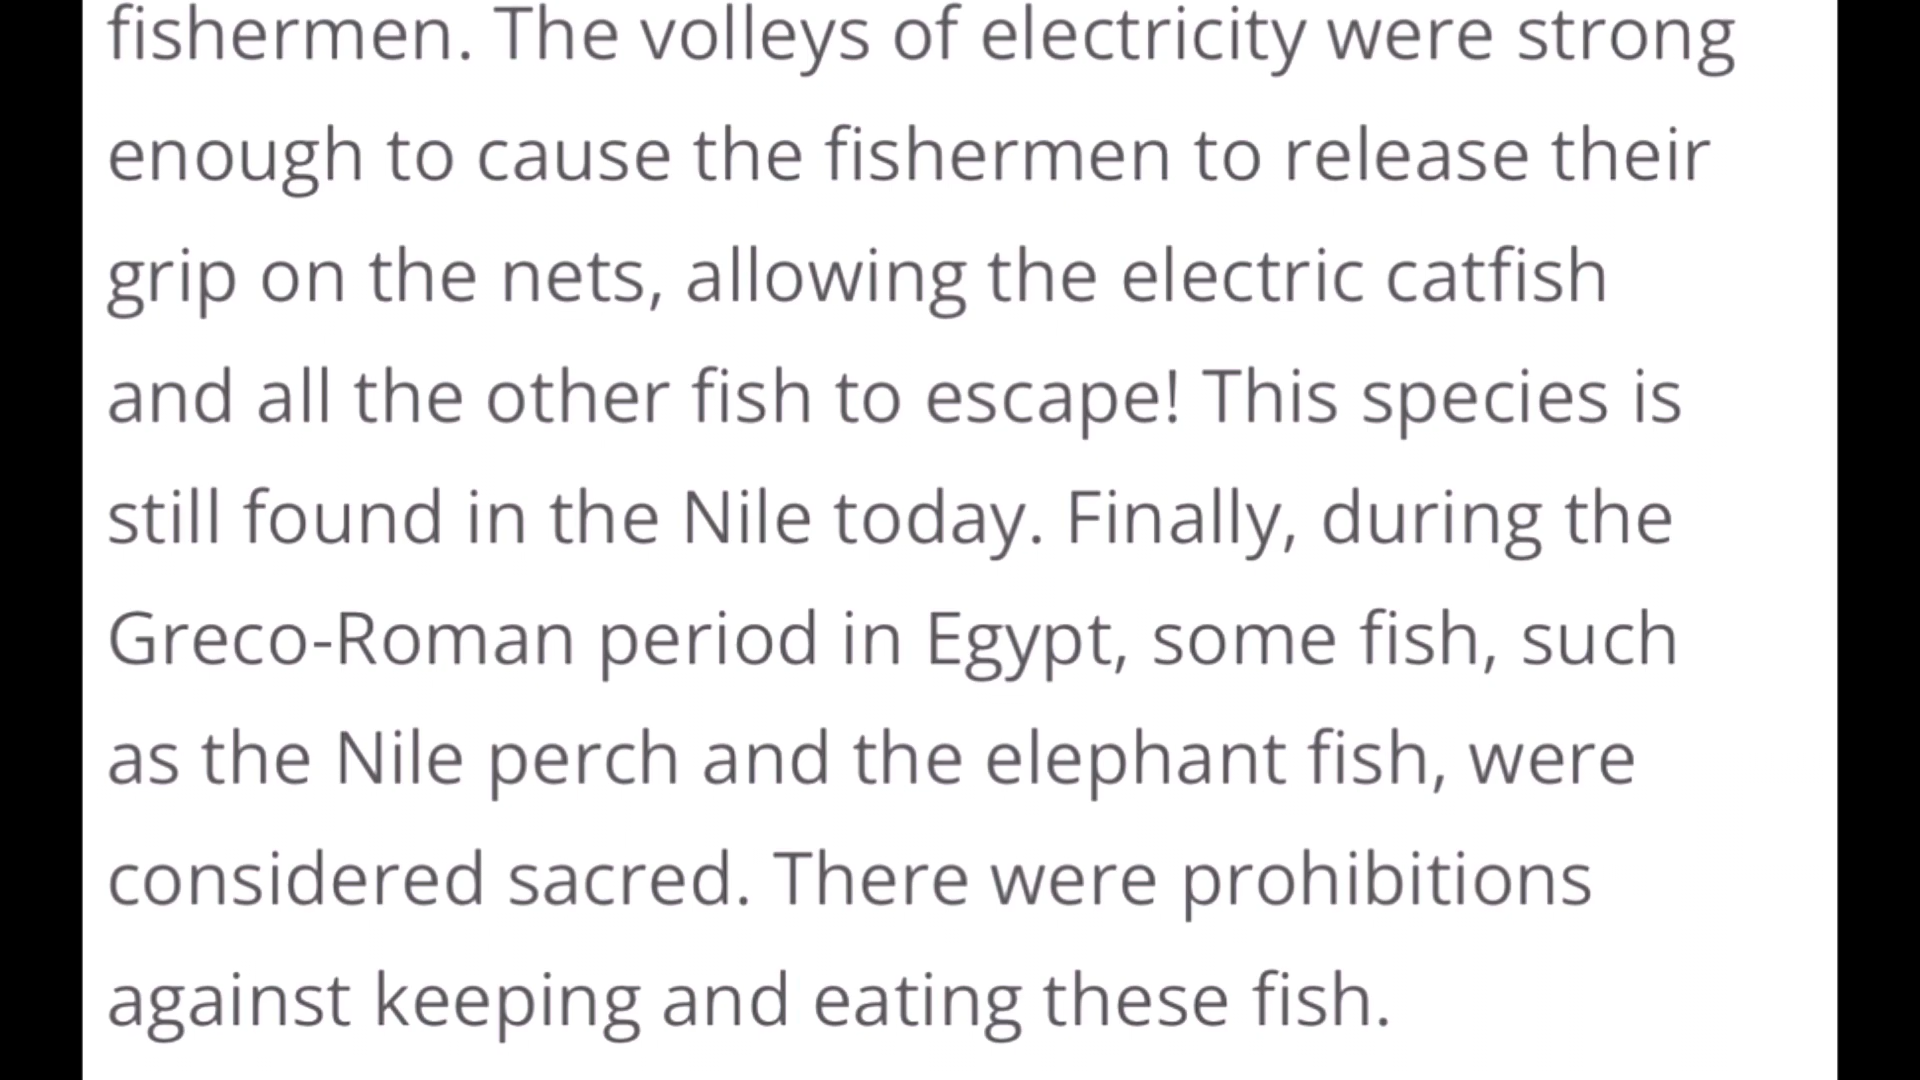 fishermen. The volleys of electricity were strong
enough to cause the fishermen to release their
grip on the nets, allowing the electric catfish
and all the other fish to escape! This species is
still found in the Nile today. Finally, during the
Greco-Roman period in Egypt, some fish, such
as the Nile perch and the elephant fish, were
considered sacred. There were prohibitions
against keeping and eating these fish.